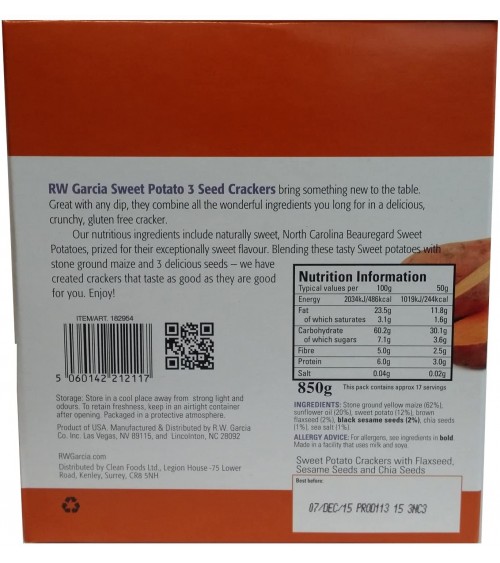 RW Garcia Sweet Potato 3 Seed Crackers bring something new to the table.
Great with any dip, they combine all the wonderful ingredients you long for in a delicious,
crunchy, gluten free cracker.
Our nutritious ingredients include naturally sweet, North Carolina Beauregard Sweet
Potatoes, prized for their exceptionally sweet flavour. Blending these tasty Sweet potatoes with
stone ground maize and 3 delicious seeds – we have
created crackers that taste as good as they are good
for you. Enjoy!
ITEM/ART. 182954
5 060142 212117
Storage: Store in a cool place away from strong light and
odours. To retain freshness, keep in an airtight container
after opening. Packaged in a protective atmosphere.
Product of USA. Manufactured & Distributed by R.W. Garcia
Co. Inc. Las Vegas, NV 89115, and Lincolnton, NC 28092
RWGarcia.com
Distributed by Clean Foods Ltd., Legion House -75 Lower
Road, Kenley, Surrey, CR8 5NH
Nutrition Information
Typical values per 100g 50g
Energy 2034kJ/486kcal 1019kJ/244kcal
Fat 23.5g 11.8g
of which saturates 3.1g 1.6g
Carbohydrate 60.2g 30.1g
of which sugars 7.1g 3.6g
Fibre 5.0g 2.5g
Protein 6.0g 3.0g
Salt 0.04g 0.02g
850g This pack contains approx 17 servings
INGREDIENTS: Stone ground yellow maize (62%),
sunflower oil (20%), sweet potato (12%), brown
flaxseed (2%), black sesame seeds (2%), chia seeds
(1%), sea salt (1%).
ALLERGY ADVICE: For allergens, see ingredients in bold
Made in a facility that uses milk and soya.
Sweet Potato Crackers with Flaxseed,
Sesame Seeds and Chia Seeds
Best before:
07/DEC/15 PROD113 15 3NC3